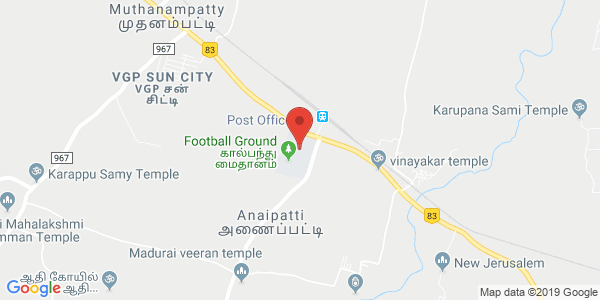 Muthanampatty
முதனம்பட்டி
967
83
VGP SUN CITY
VGP சன்
சிட்டி
Post Office
Karupana Sami Temple
Football Ground
கால்பந்து
மைதானம்
967
vinayakar temple
Karappu Samy Temple
i Mahalakshmi
mman Temple
Anaipatti
அணைப்பட்டி
83
Madurai veeran temple
New Jerusalem
ஆதி கோயில்
ஆதி...
Google
Map data ©2019 Google